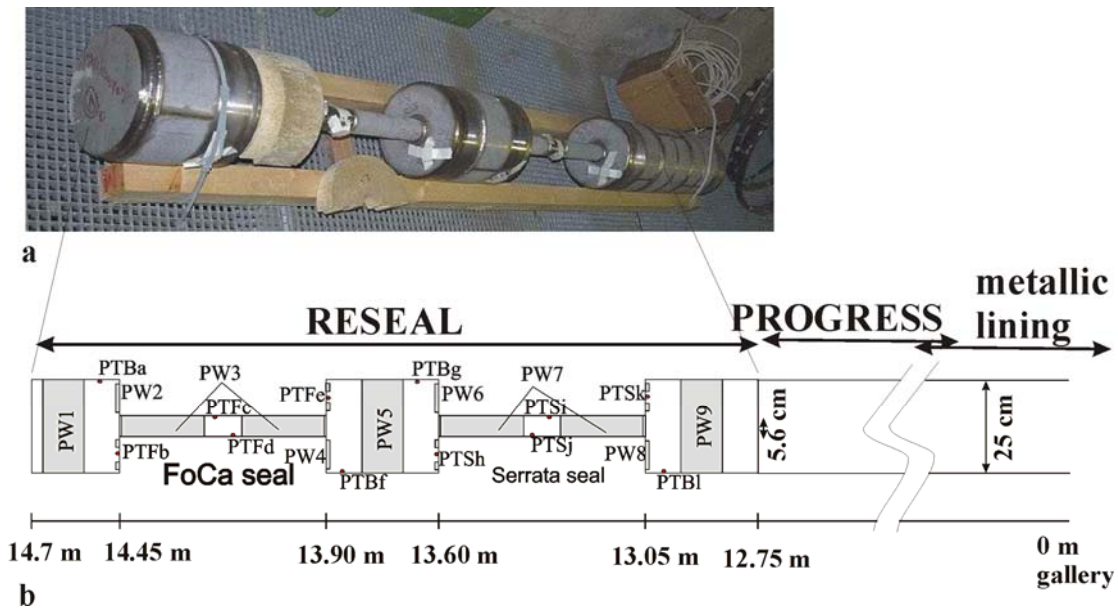 a
RESEAL
PROGRESS
metallic
lining
PTBa
PW3
PTBg
PW7
PW1
PW2
PTFc
PTFe
PW5
PW6
PTSi
PTSk
PW9
5.6 cm
25 cm
PTFb
PTFd
PW4
PTSh
PTSj
PW8
FoCa seal
PTBf
Serrata seal
PTBl
14.7 m
14.45 m
13.90 m
13.60 m
13.05 m
12.75 m
0 m
gallery
b